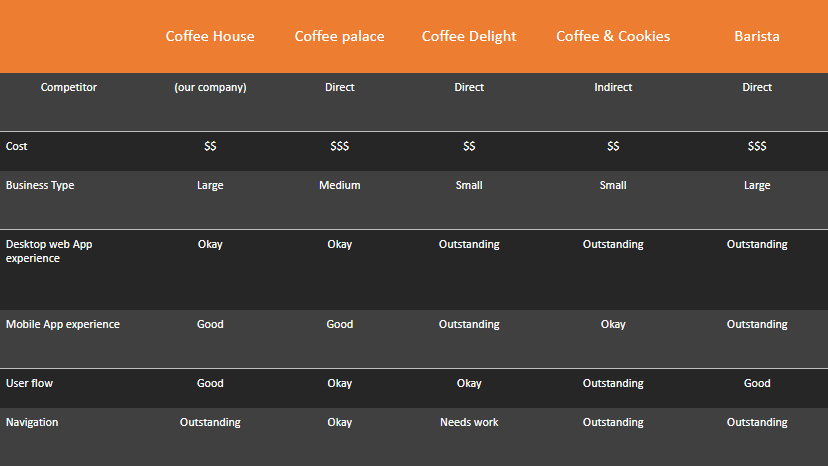 Coffee House Coffee palace Coffee Delight Coffee & Cookies Barista
Competitor (our company) Direct Direct Indirect Direct
Cost $$ $$$ $$ $$ $$$
Business Type Large Medium Small Small Large
Desktop web App Okay Okay Outstanding Outstanding Outstanding
experience
Mobile App experience Good Good Outstanding Okay Outstanding
User flow Good Okay Okay Outstanding Good
Navigation Outstanding Okay Needs work Outstanding Outstanding